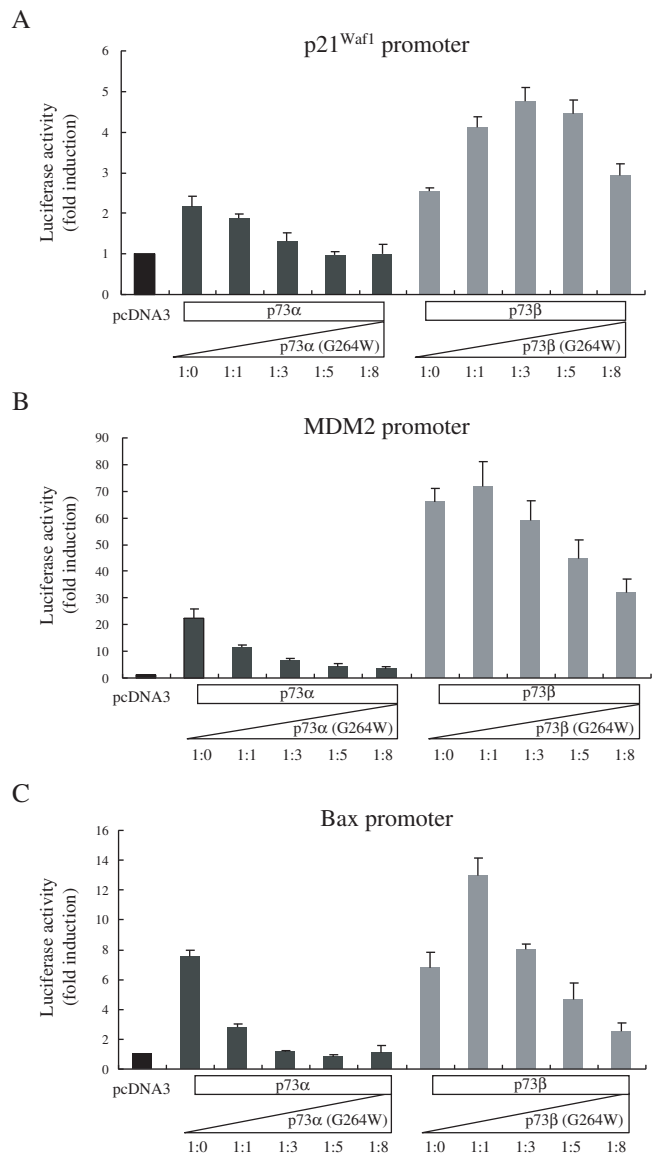 A
p21Waf1 promoter
Luciferase activity
(fold induction)
6
5
4
3
2
1
0
pcDNA3
p73α
p73β
p73α (G264W)
p73β (G264W)
1:0 1:1 1:3 1:5 1:8 1:0 1:1 1:3 1:5 1:8
B
MDM2 promoter
Luciferase activity
(fold induction)
90
80
70
60
50
40
30
20
10
0
pcDNA3
p73α
p73β
p73α (G264W)
p73β (G264W)
1:0 1:1 1:3 1:5 1:8 1:0 1:1 1:3 1:5 1:8
C
Bax promoter
Luciferase activity
(fold induction)
16
14
12
10
8
6
4
2
0
pcDNA3
p73α
p73β
p73α (G264W)
p73β (G264W)
1:0 1:1 1:3 1:5 1:8 1:0 1:1 1:3 1:5 1:8